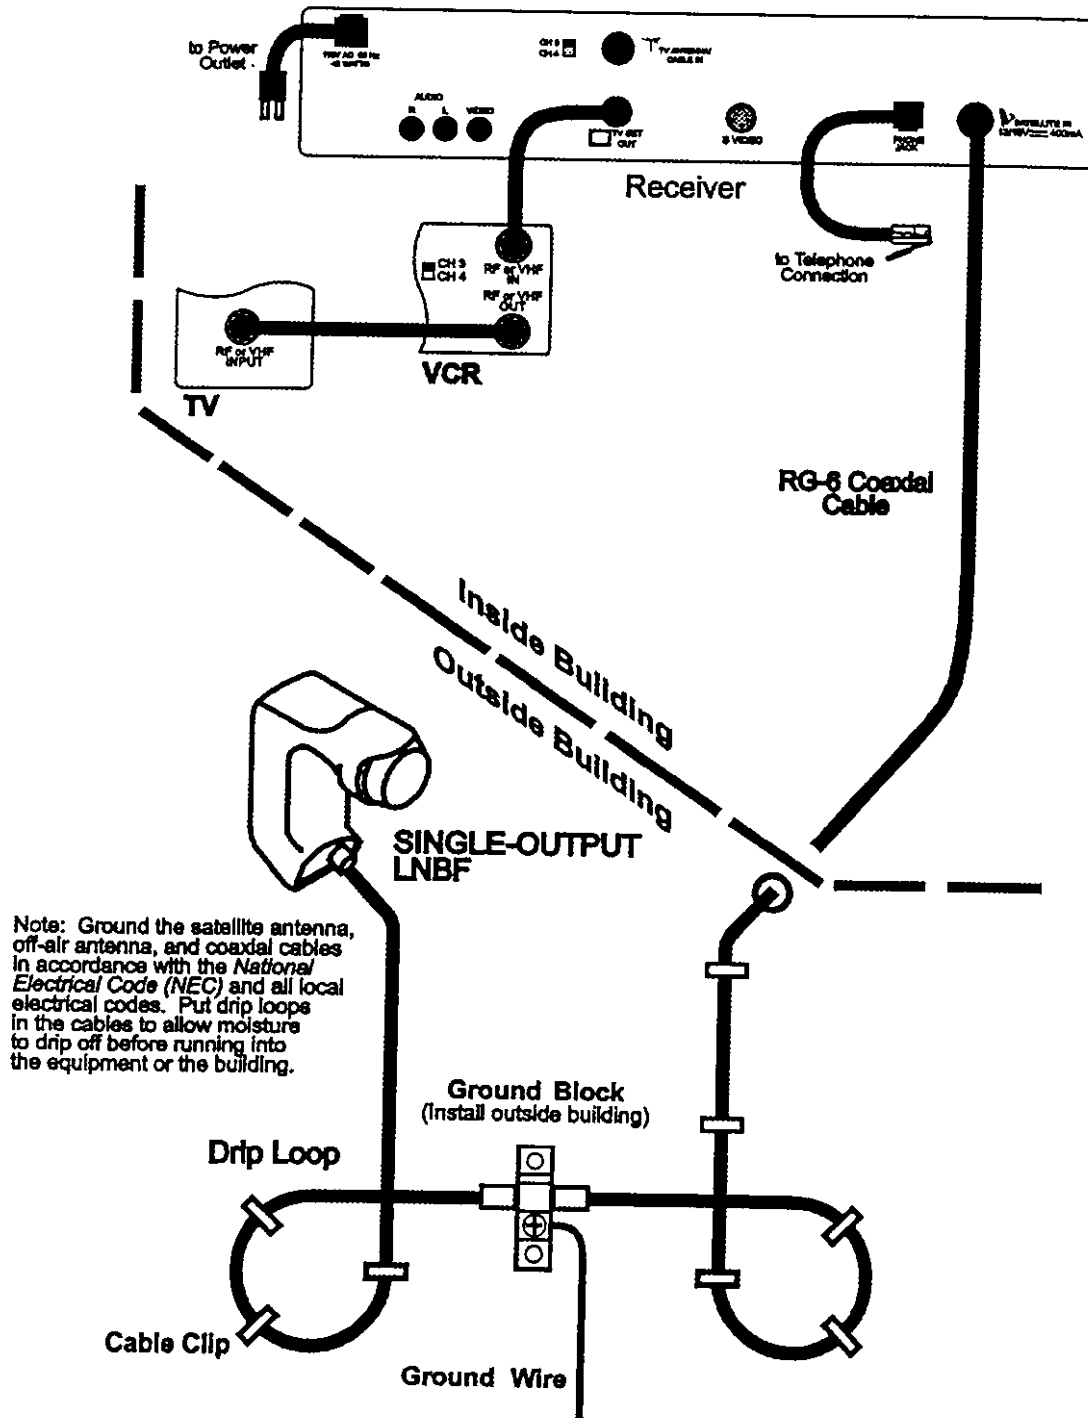 to Power
Outlet
CH 3
CH 4
TV ANTENNA/
CABLE IN
AUDIO
R
L
VIDEO
TV SET
OUT
S VIDEO
PHONE
JACK
SATELLITE IN
Receiver
to Telephone
Connection
CH 3
CH 4
RF or VHF
IN
RF or VHF
OUT
RF or VHF
INPUT
VCR
TV
RG-6 Coaxial
Cable
Inside Building
Outside Building
SINGLE-OUTPUT
LNBF
Note: Ground the satellite antenna,
off-air antenna, and coaxial cables
in accordance with the National
Electrical Code (NEC) and all local
electrical codes. Put drip loops
in the cables to allow moisture
to drip off before running into
the equipment or the building.
Ground Block
(Install outside building)
Drip Loop
Cable Clip
Ground Wire